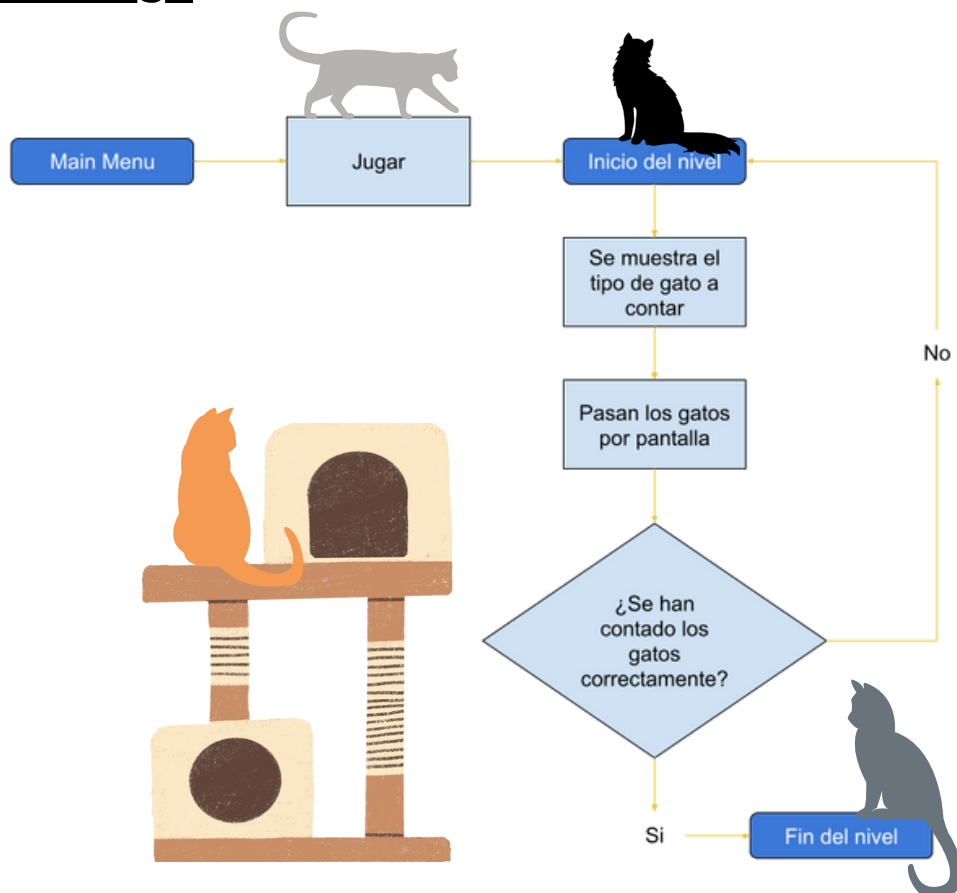 Main Menu
Jugar
Inicio del nivel
Se muestra el
tipo de gato a
contar
No
Pasan los gatos
por pantalla
¿Se han
contado los
gatos
correctamente?
Si
Fin del nivel